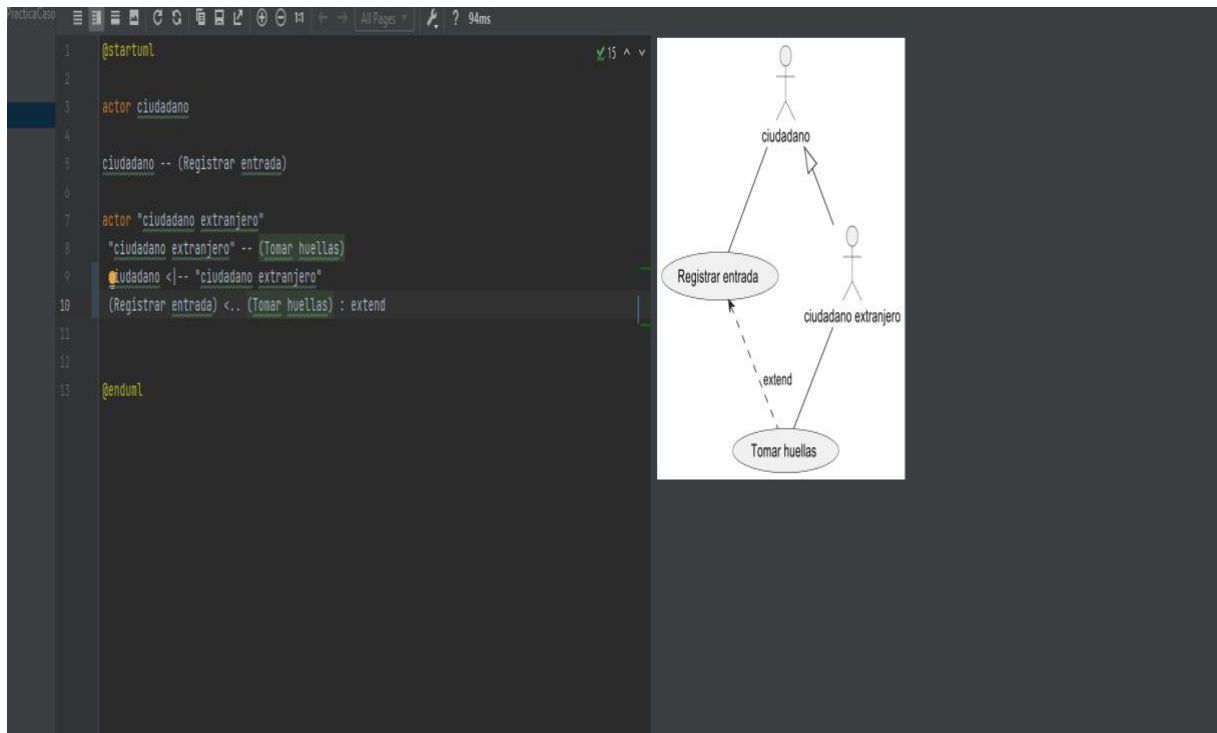 PracticaCaso
1:1 All Pages ? 94ms
1 @startuml
15
2
3 actor ciudadano
4
5 ciudadano -- (Registrar entrada)
6
7 actor "ciudadano extranjero"
8 "ciudadano extranjero" -- (Tomar huellas)
9 ciudadano <|-- "ciudadano extranjero"
10 (Registrar entrada) <.. (Tomar huellas) : extend
11
12
13 @enduml
ciudadano
Registrar entrada
ciudadano extranjero
extend
Tomar huellas